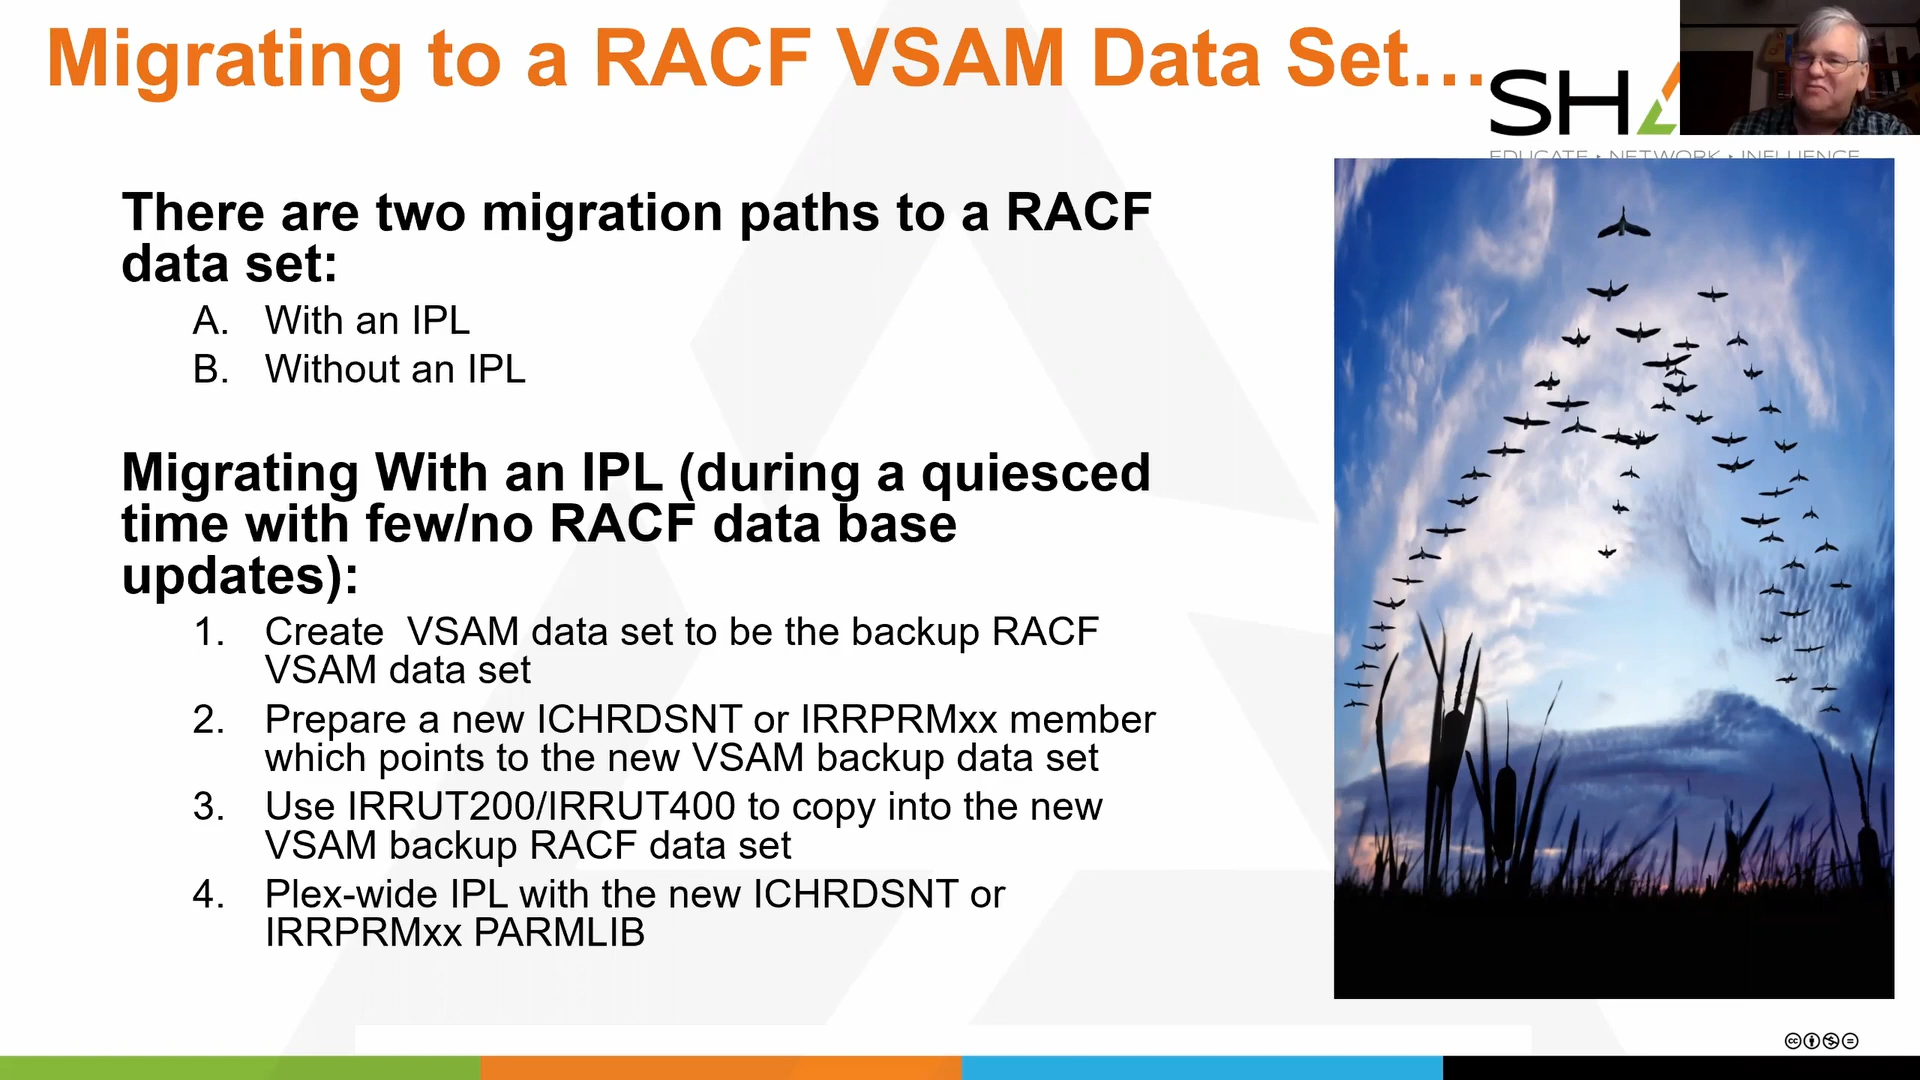 Migrating to a RACF VSAM Data Set…
SH
EDUCATE • NETWORK • INFLUENCE
There are two migration paths to a RACF
data set:
A. With an IPL
B. Without an IPL
Migrating With an IPL (during a quiesced
time with few/no RACF data base
updates):
1. Create  VSAM data set to be the backup RACF
VSAM data set
2. Prepare a new ICHRDSNT or IRRPRMxx member
which points to the new VSAM backup data set
3. Use IRRUT200/IRRUT400 to copy into the new
VSAM backup RACF data set
4. Plex-wide IPL with the new ICHRDSNT or
IRRPRMxx PARMLIB